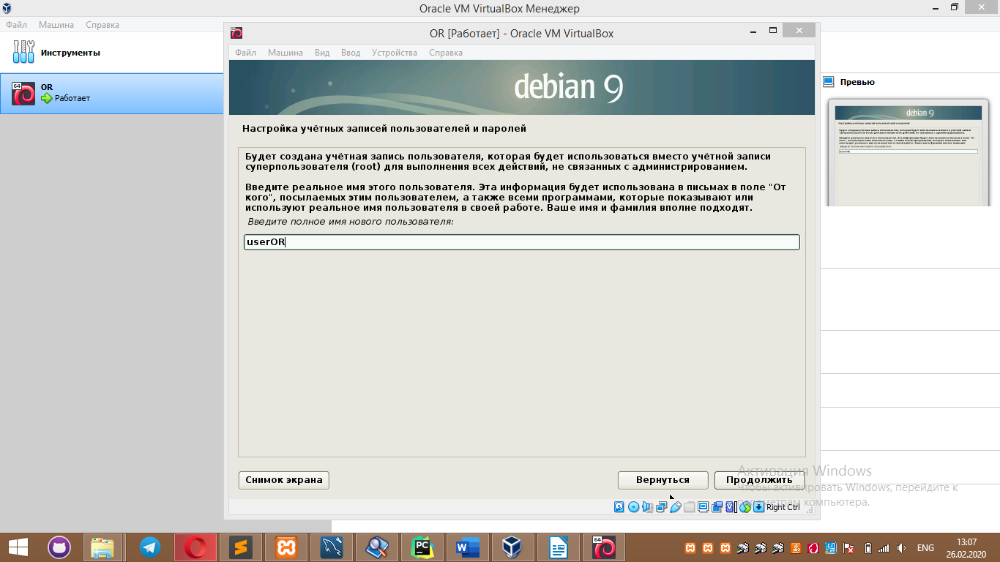 Oracle VM VirtualBox Менеджер
Файл Машина Справка
Инструменты
64
OR
Работает
OR [Работает] - Oracle VM VirtualBox
Файл Машина Вид Ввод Устройства Справка
debian 9
Настройка учётных записей пользователей и паролей
Будет создана учётная запись пользователя, которая будет использоваться вместо учётной записи
суперпользователя (root) для выполнения всех действий, не связанных с администрированием.
Введите реальное имя этого пользователя. Эта информация будет использована в письмах в поле "От
кого", посылаемых этим пользователем, а также всеми программами, которые показывают или
используют реальное имя пользователя в своей работе. Ваше имя и фамилия вполне подходят.
Введите полное имя нового пользователя:
userOR
Снимок экрана
Вернуться
Продолжить
Right Ctrl
Превью
debian 9
Активация Windows
Чтобы активировать Windows, перейдите к
параметрам компьютера.
PC
W
64
ENG
13:07
26.02.2020